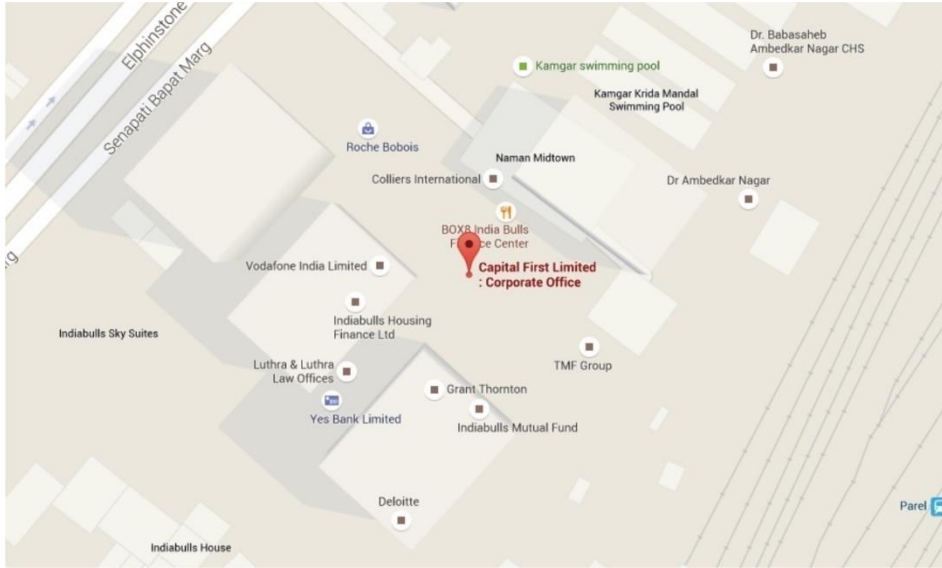 Elphinstone
Senapati Bapat Marg
rg
Dr. Babasaheb
Ambedkar Nagar CHS
Kamgar swimming pool
Kamgar Krida Mandal
Swimming Pool
Roche Bobois
Naman Midtown
Colliers International
Dr Ambedkar Nagar
BOX8 India Bulls
Vodafone India Limited
Capital First Limited
: Corporate Office
Indiabulls Housing
Finance Ltd
Indiabulls Sky Suites
Luthra & Luthra
Law Offices
TMF Group
Grant Thornton
Yes Bank Limited
Indiabulls Mutual Fund
Deloitte
Parel
Indiabulls House